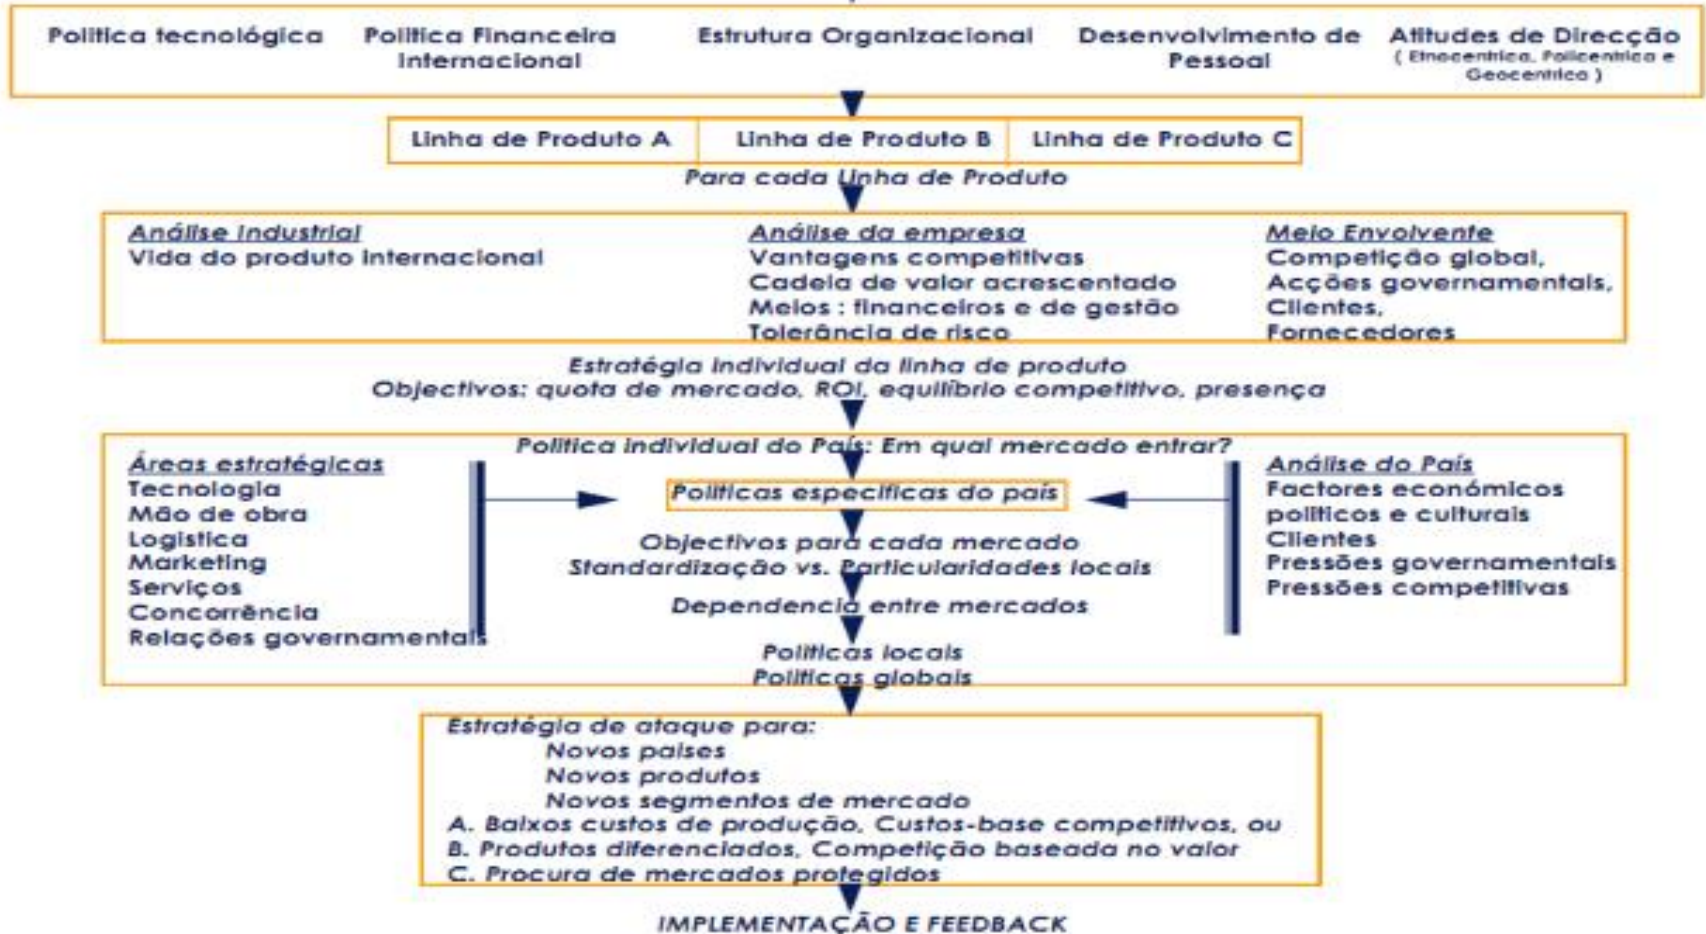 Politica tecnológica
Politica Financeira
Internacional
Estrutura Organizacional
Desenvolvimento de
Pessoal
Atitudes de Direcção
( Etnocentrica, Policentrica e
Geocentrica )
Linha de Produto A
Linha de Produto B
Linha de Produto C
Para cada Linha de Produto
Análise Industrial
Vida do produto Internacional
Análise da empresa
Vantagens competitivas
Cadeia de valor acrescentado
Meios : financeiros e de gestão
Tolerância de risco
Meio Envolvente
Competição global,
Acções governamentais,
Clientes,
Fornecedores
Estratégia individual da linha de produto
Objectivos: quota de mercado, ROI, equilíbrio competitivo, presença
Politica individual do País: Em qual mercado entrar?
Áreas estratégicas
Tecnologia
Mão de obra
Logistica
Marketing
Serviços
Concorrência
Relações governamentais
Politicas especificas do país
Objectivos para cada mercado
Standardização vs. Particularidades locais
Dependencia entre mercados
Politicas locais
Politicas globais
Análise do País
Factores económicos
politicos e culturais
Clientes
Pressões governamentais
Pressões competitivas
Estratégia de ataque para:
Novos paises
Novos produtos
Novos segmentos de mercado
A. Baixos custos de produção, Custos-base competitivos, ou
B. Produtos diferenciados, Competição baseada no valor
C. Procura de mercados protegidos
IMPLEMENTAÇÃO E FEEDBACK